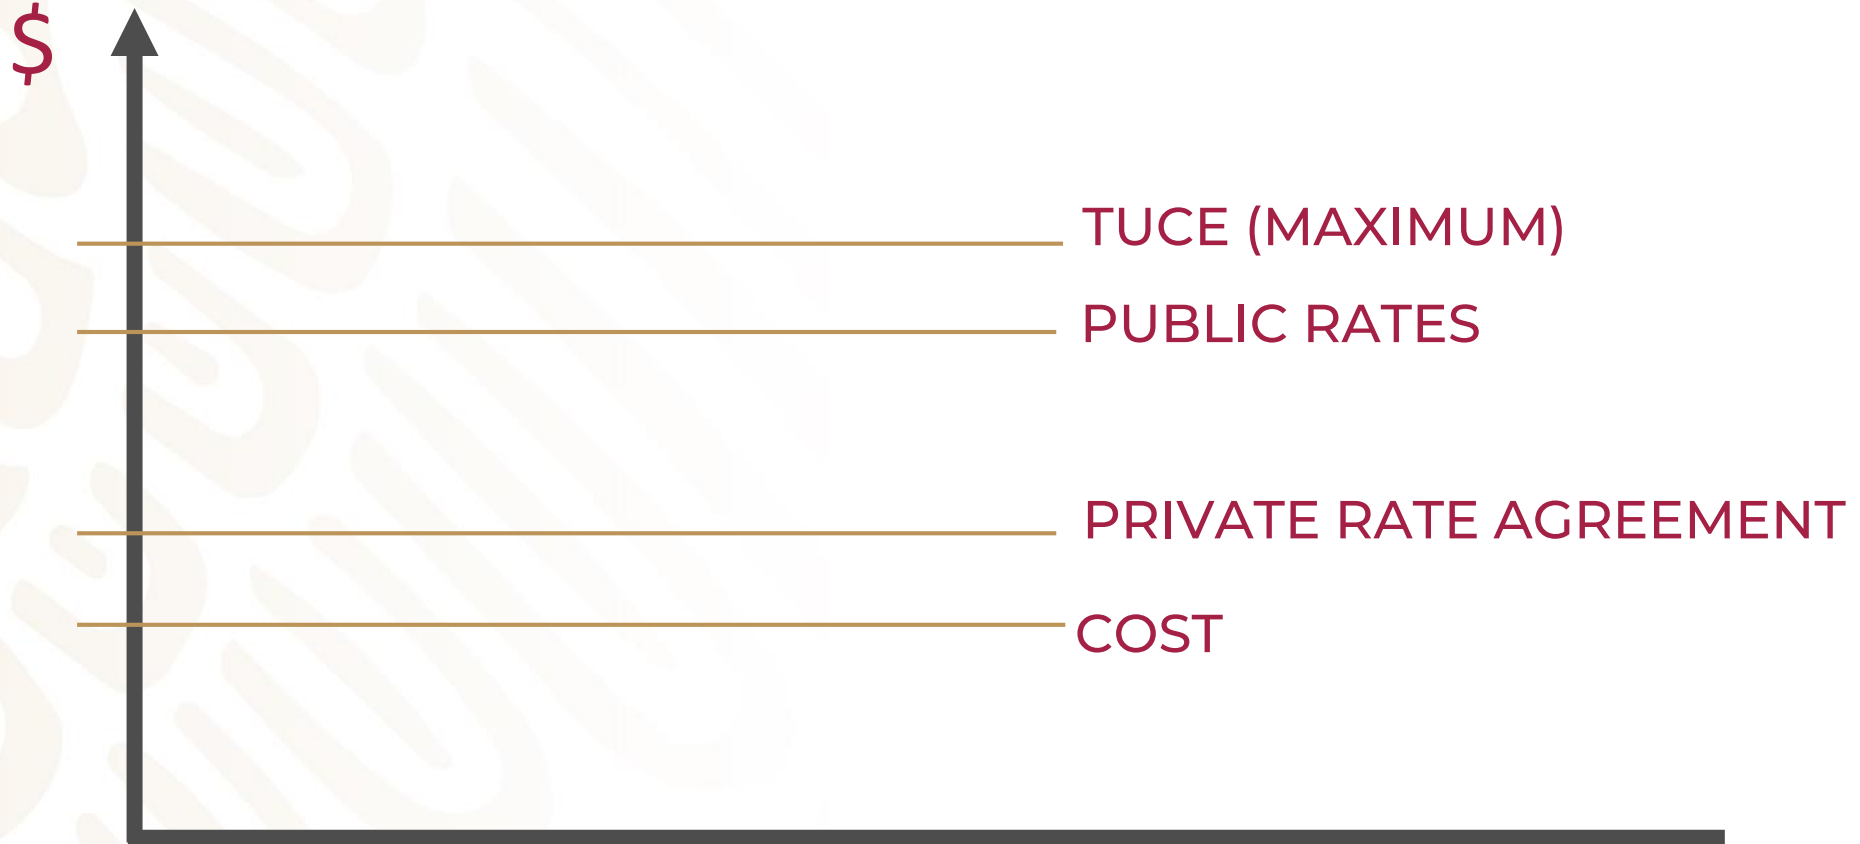 $
TUCE (MAXIMUM)
PUBLIC RATES
PRIVATE RATE AGREEMENT
COST